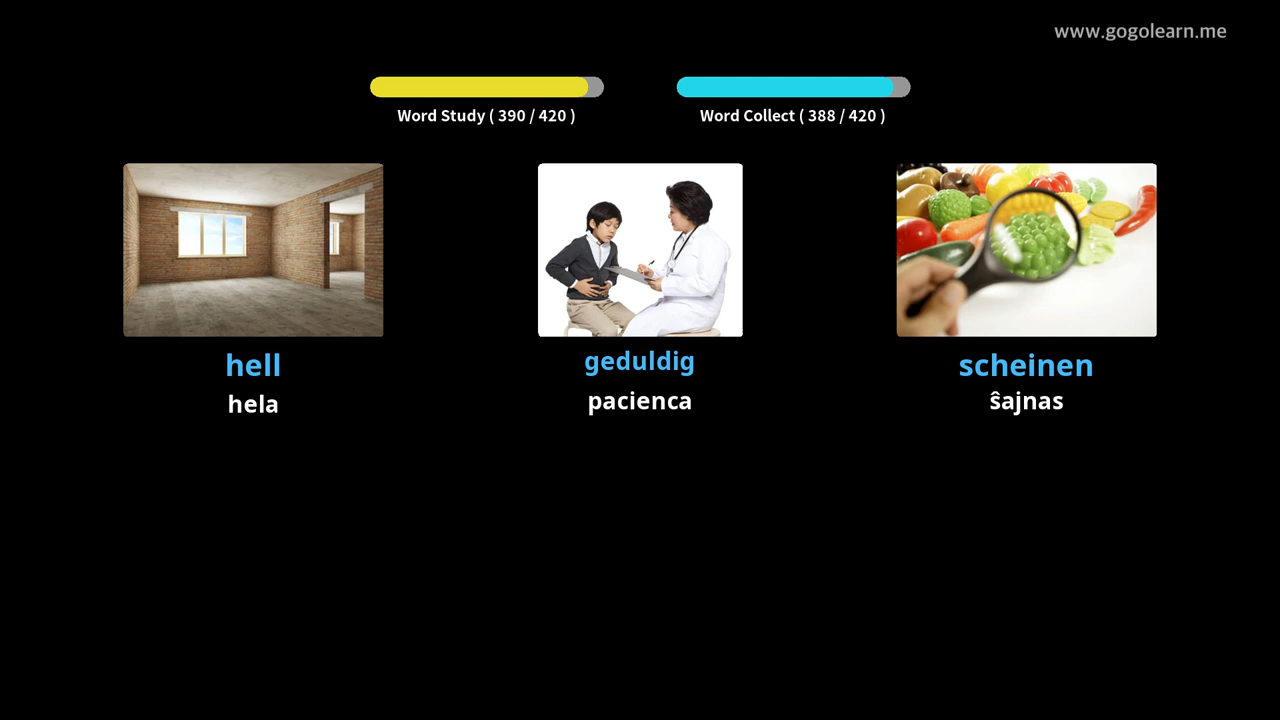 www.gogolearn.me
Word Study ( 390 / 420 )
Word Collect ( 388 / 420 )
hell
geduldig
scheinen
hela
pacienca
ŝajnas